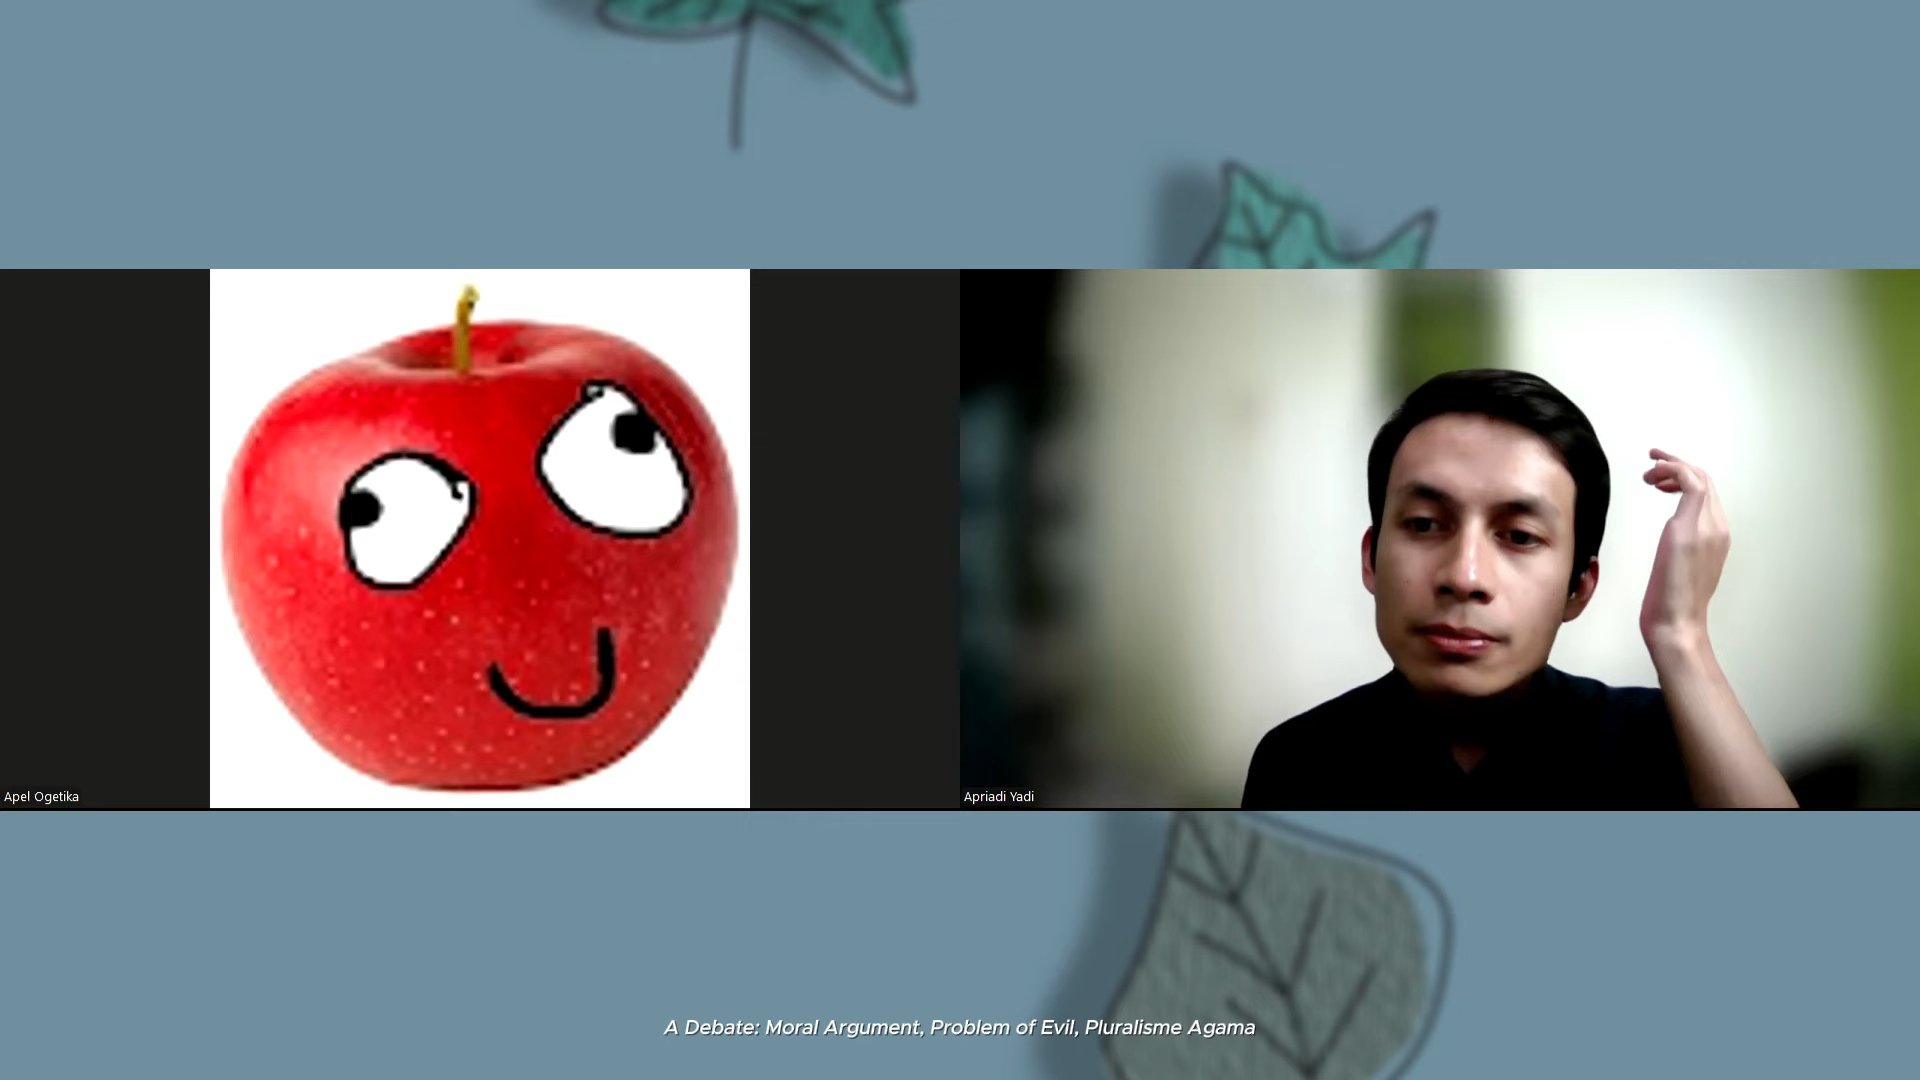 Apel Ogetika
Apriadi Yadi
A Debate: Moral Argument, Problem of Evil, Pluralisme Agama